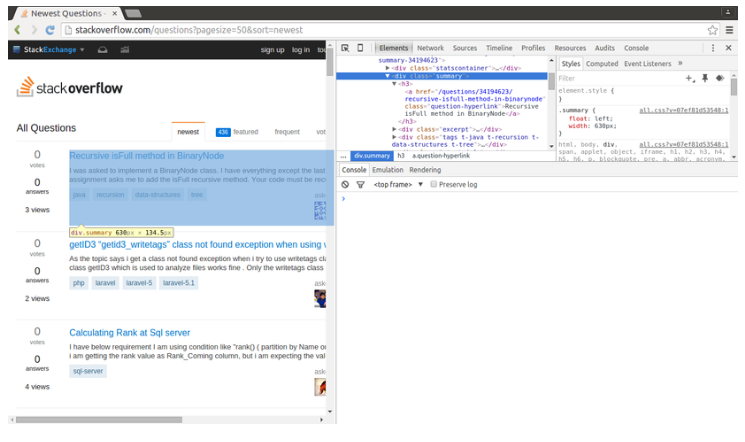 Newest Questions -
stackoverflow.com/questions?pagesize=50&sort=newest
StackExchange
sign up log in tou
stackoverflow
All Questions
newest 436 featured frequent vot
0
votes
0
answers
3 views
Recursive isFull method in BinaryNode
I was asked to implement a BinaryNode class. I have everything except the last
assignment asks me to add the isFull recursive method. Your code must be rec
java recursion data-structures tree
div.summary 630px × 134.5px
0
votes
0
answers
2 views
getID3 "getid3_writetags" class not found exception when using w
As the topic says i get a class not found exception when i try to use writetags cla
class getID3 which is used to analyze files works fine . Only the writetags class
php laravel laravel-5 laravel-5.1
aske
0
votes
0
answers
4 views
Calculating Rank at Sql server
I have below requirement I am using condition like "rank() ( partition by Name or
i am getting the rank value as Rank_Coming column, but i am expecting the val
sql-server
aske
Elements Network Sources Timeline Profiles Resources Audits Console
summary-34194623">
<div class="statscontainer">…</div>
<div class="summary">
<h3>
<a href="/questions/34194623/
recursive-isfull-method-in-binarynode"
class="question-hyperlink">Recursive
isFull method in BinaryNode</a>
</h3>
<div class="excerpt">…</div>
<div class="tags t-java t-recursion t-
data-structures t-tree">…</div>
... div.summary h3 a.question-hyperlink
Styles Computed Event Listeners »
Filter
element.style {
}
.summary { all.css?v=07ef81d53548:1
float: left;
width: 630px;
}
html, body, div, all.css?v=07ef81d53548:1
span, applet, object, iframe, h1, h2, h3, h4,
h5, h6, p, blockquote, pre, a, abbr, acronym,
Console Emulation Rendering
<top frame> Preserve log